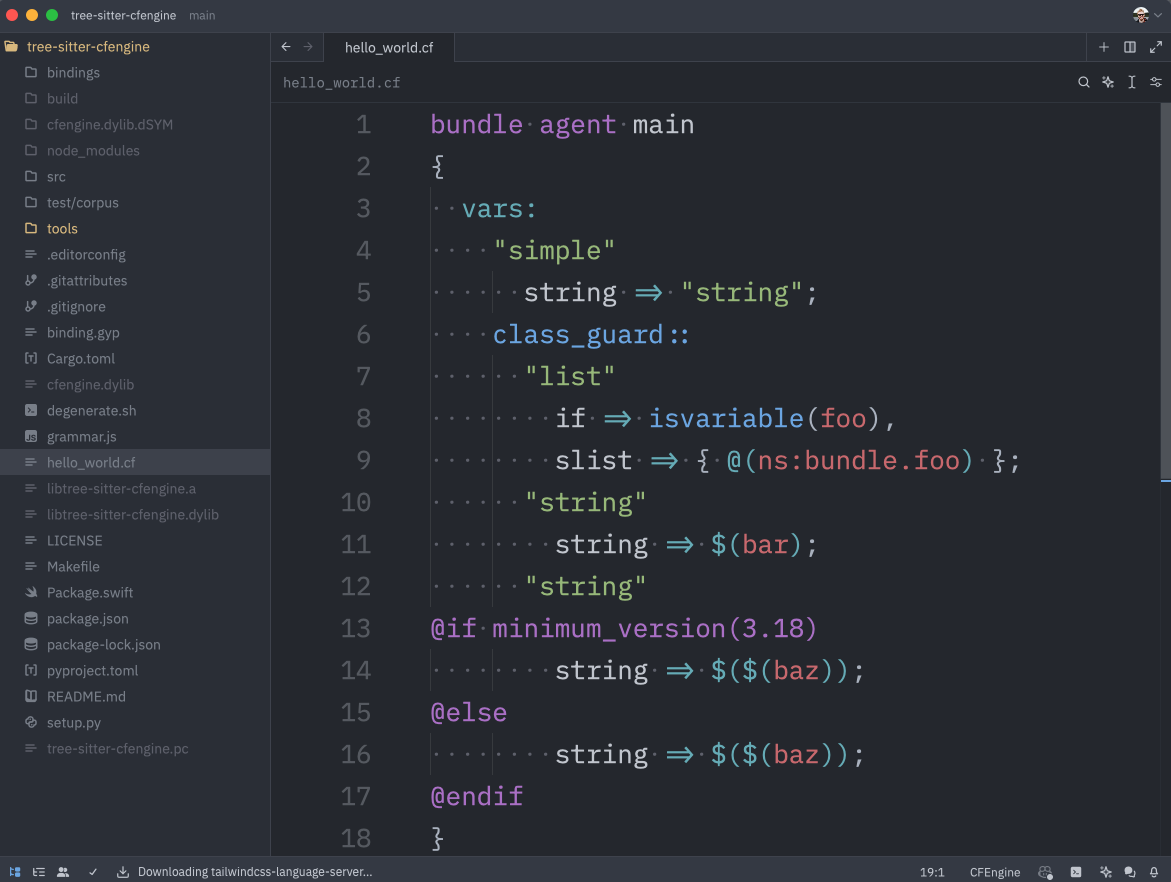 tree-sitter-cfengine main
tree-sitter-cfengine
bindings
build
cfengine.dylib.dSYM
node_modules
src
test/corpus
tools
.editorconfig
.gitattributes
.gitignore
binding.gyp
Cargo.toml
cfengine.dylib
degenerate.sh
grammar.js
hello_world.cf
libtree-sitter-cfengine.a
libtree-sitter-cfengine.dylib
LICENSE
Makefile
Package.swift
package.json
package-lock.json
pyproject.toml
README.md
setup.py
tree-sitter-cfengine.pc
hello_world.cf
hello_world.cf
1 bundle agent main
2 {
3   vars:
4     "simple"
5       string => "string";
6     class_guard::
7       "list"
8         if => isvariable(foo),
9         slist => { @(ns:bundle.foo) };
10       "string"
11         string => $(bar);
12       "string"
13 @if minimum_version(3.18)
14         string => $($(baz));
15 @else
16         string => $($(baz));
17 @endif
18 }
Downloading tailwindcss-language-server...
19:1 CFEngine